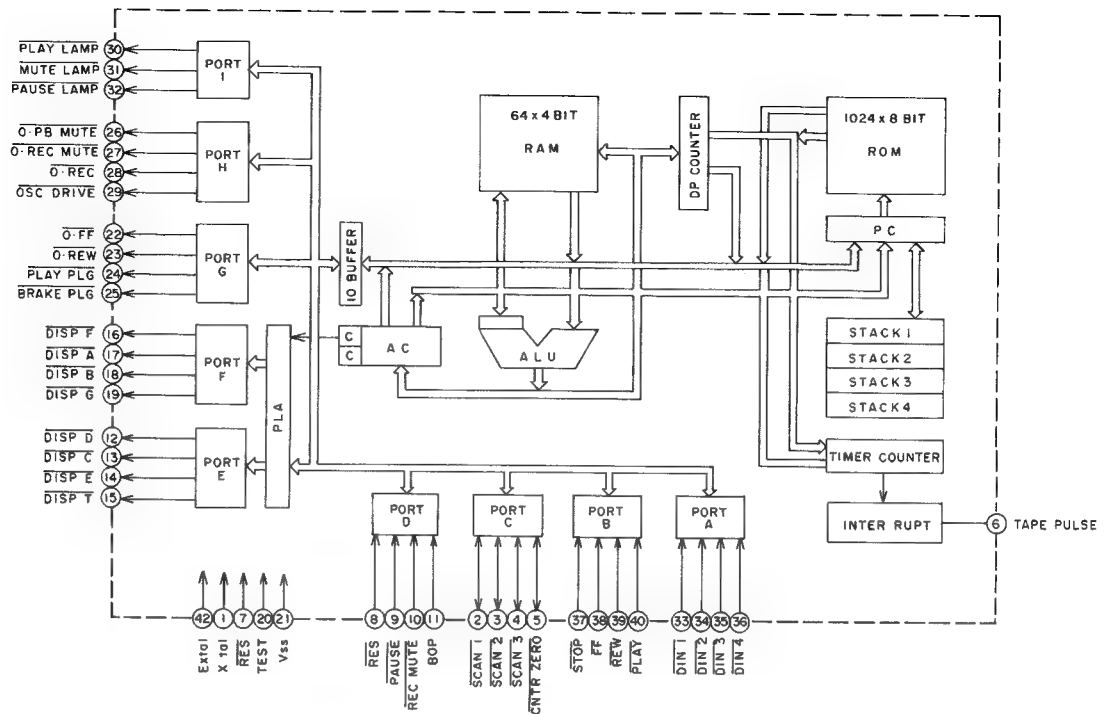 PLAY LAMP 30
MUTE LAMP 31
PAUSE LAMP 32
PORT
1
O·PB MUTE 26
O·REC MUTE 27
O·REC 28
OSC DRIVE 29
PORT
H
O·FF 22
O·REW 23
PLAY PLG 24
BRAKE PLG 25
PORT
G
DISP F 16
DISP A 17
DISP B 18
DISP G 19
PORT
F
DISP D 12
DISP C 13
DISP E 14
DISP T 15
PORT
E
PLA
IO BUFFER
C
C
AC
64 x 4 BIT
RAM
ALU
DP COUNTER
1024 x 8 BIT
ROM
PC
STACK 1
STACK 2
STACK 3
STACK 4
TIMER COUNTER
INTER RUPT
6 TAPE PULSE
PORT
D
PORT
C
PORT
B
PORT
A
42 Extal
1 X tal
7 RES
20 TEST
21 Vss
8 RES
9 PAUSE
10 REC MUTE
11 BOP
2 SCAN 1
3 SCAN 2
4 SCAN 3
5 CNTR ZERO
37 STOP
38 FF
39 REW
40 PLAY
33 DIN 1
34 DIN 2
35 DIN 3
36 DIN 4